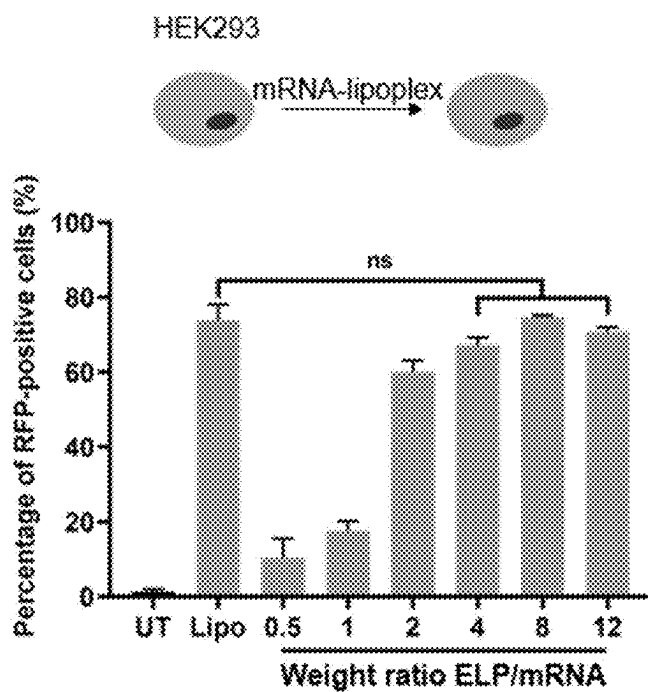 HEK293
mRNA-lipoplex
Percentage of RFP-positive cells (%)
100
80
60
40
20
0
ns
UT Lipo 0.5 1 2 4 8 12
Weight ratio ELP/mRNA